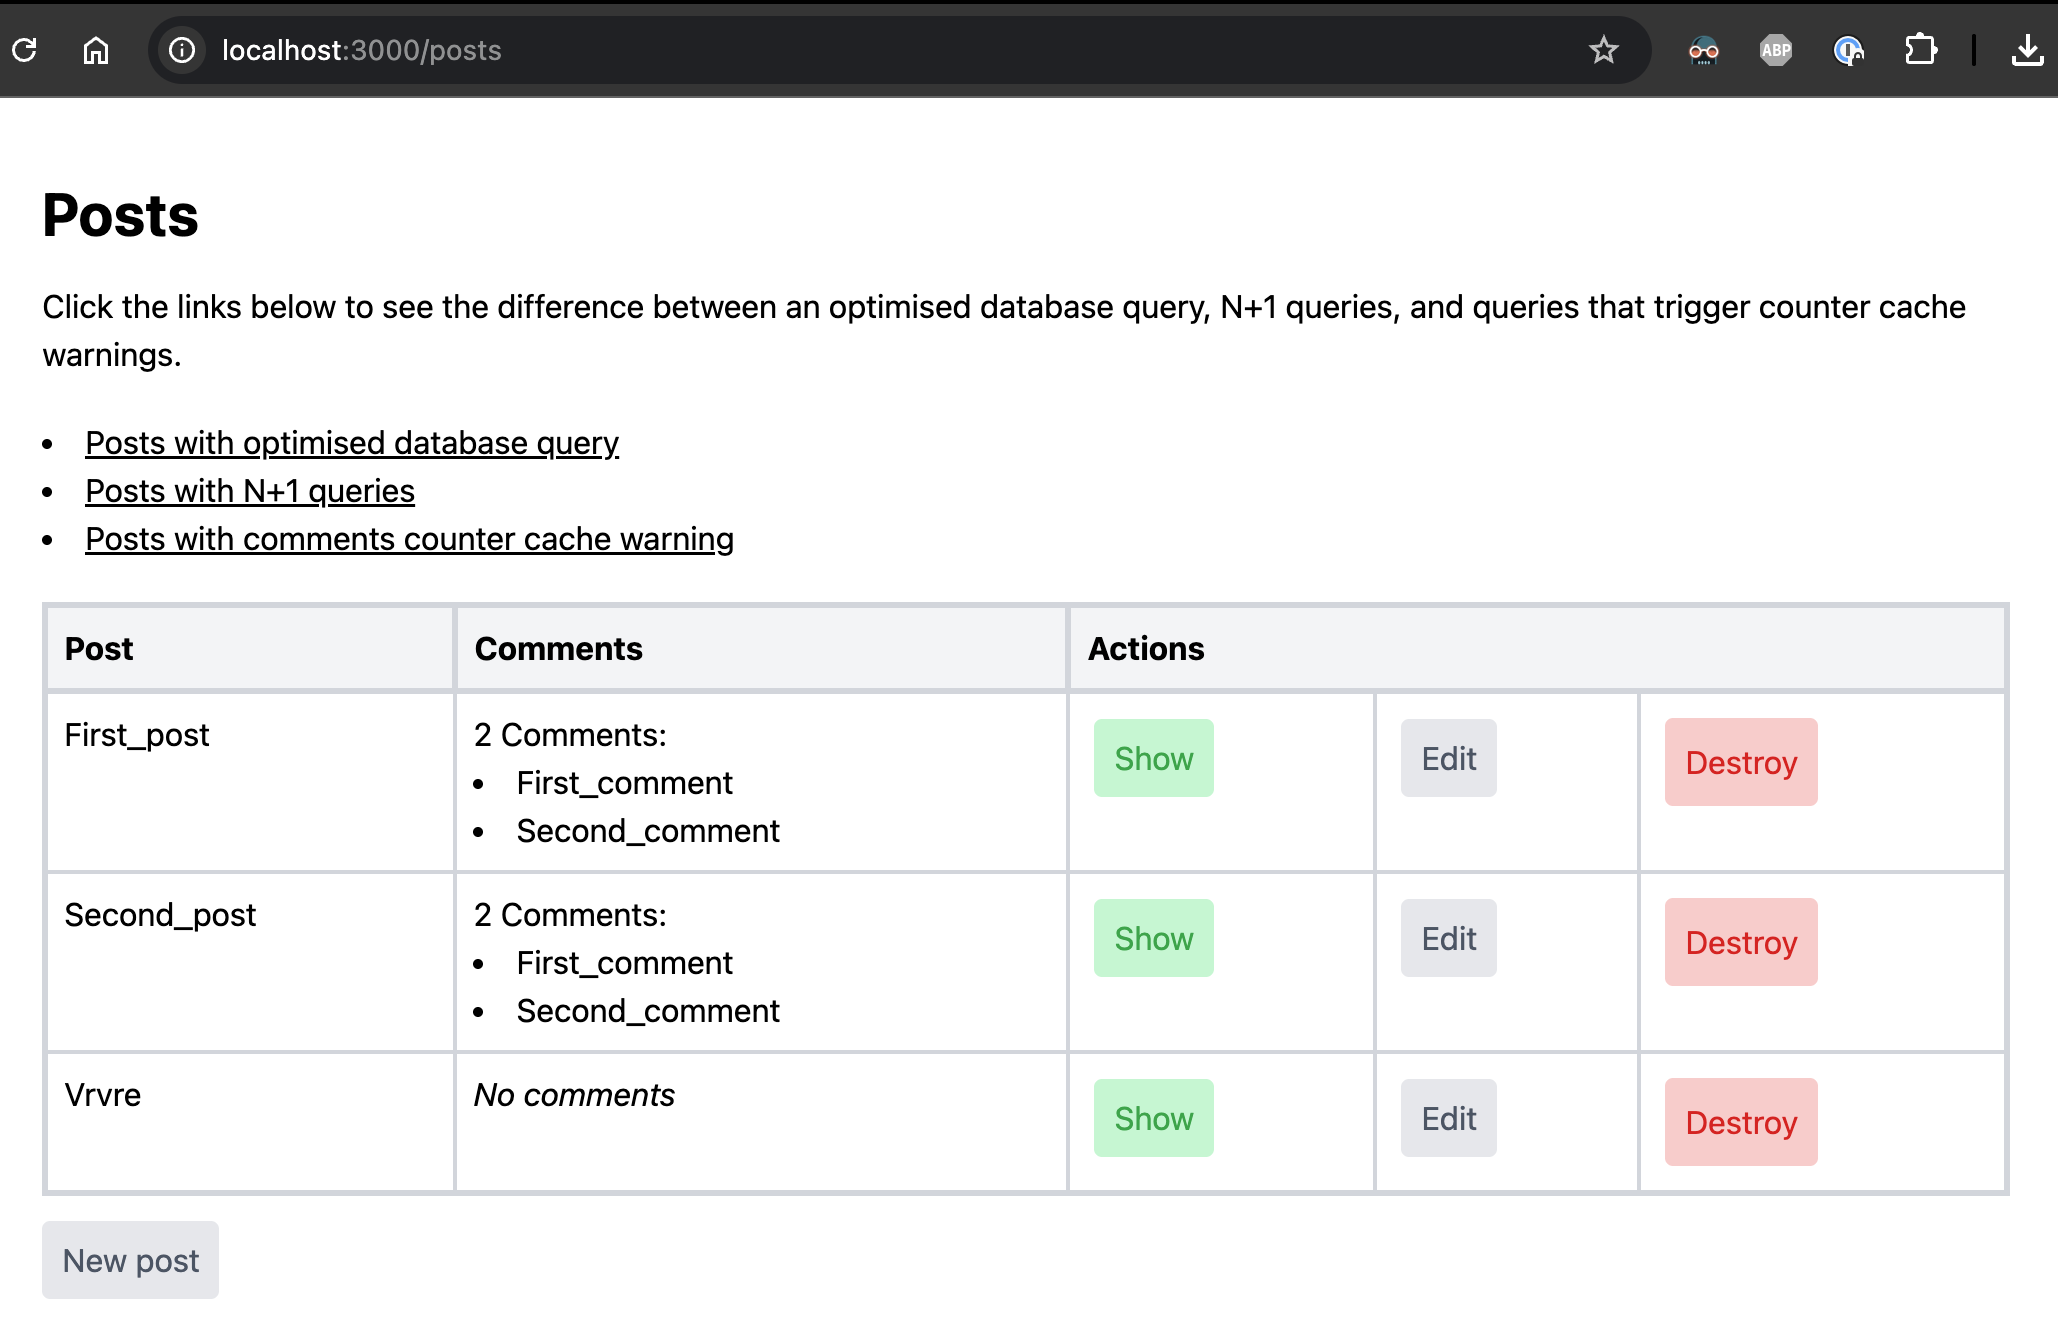 localhost:3000/posts
ABP
Posts
Click the links below to see the difference between an optimised database query, N+1 queries, and queries that trigger counter cache
warnings.
• Posts with optimised database query
• Posts with N+1 queries
• Posts with comments counter cache warning
Post Comments Actions
First_post 2 Comments: Show Edit Destroy
• First_comment
• Second_comment
Second_post 2 Comments: Show Edit Destroy
• First_comment
• Second_comment
Vrvre No comments Show Edit Destroy
New post